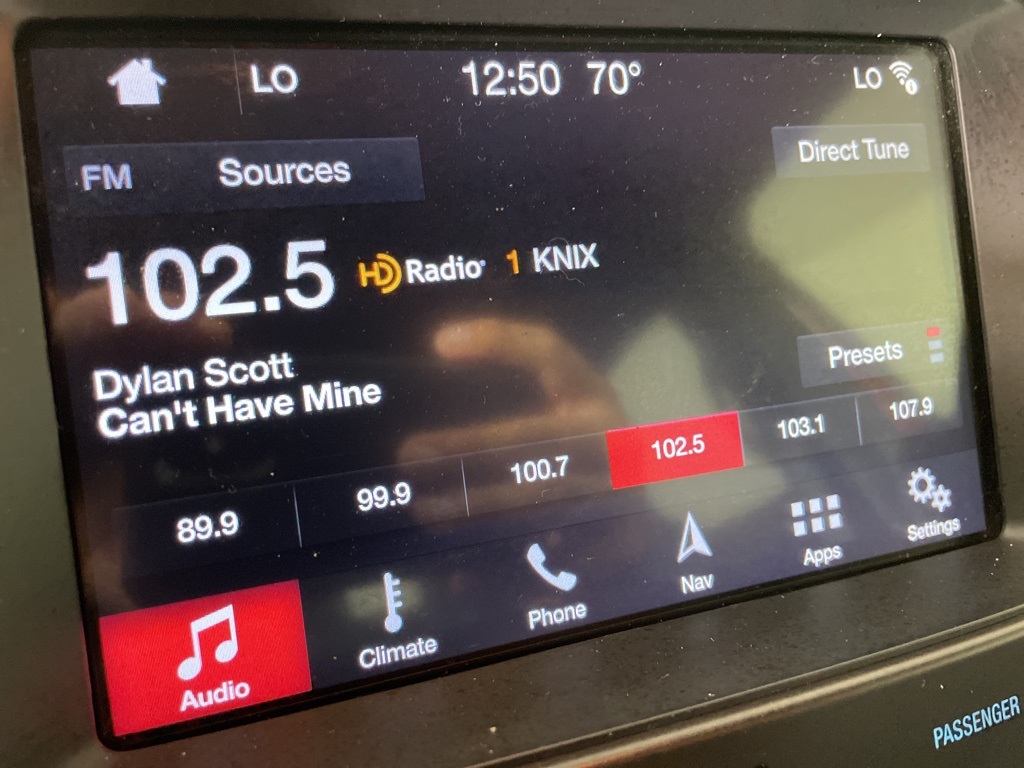 LO 12:50 70° LO
FM Sources Direct Tune
102.5 HD Radio 1 KNIX
Dylan Scott
Can't Have Mine
Presets
89.9 99.9 100.7 102.5 103.1 107.9
Audio Climate Phone Nav Apps Settings
PASSENGER